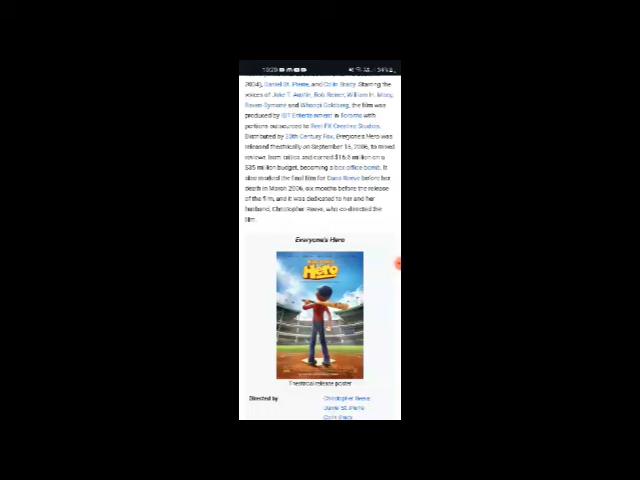 2004), Daniel St. Pierre, and Colin Brady. Starring the
voices of Jake T. Austin, Rob Reiner, William H. Macy,
Raven-Symoné and Whoopi Goldberg, the film was
produced by IDT Entertainment in Toronto with
portions outsourced to Reel FX Creative Studios.
Distributed by 20th Century Fox, Everyone's Hero was
released theatrically on September 15, 2006, to mixed
reviews from critics and earned $16.6 million on a
$35 million budget, becoming a box office bomb. It
also marked the final film for Dana Reeve before her
death in March 2006, six months before the release
of the film, and it was dedicated to her and her
husband, Christopher Reeve, who co-directed the
film.
Everyone's Hero
Hero
Theatrical release poster
Directed by
Christopher Reeve
Daniel St. Pierre
Colin Brady